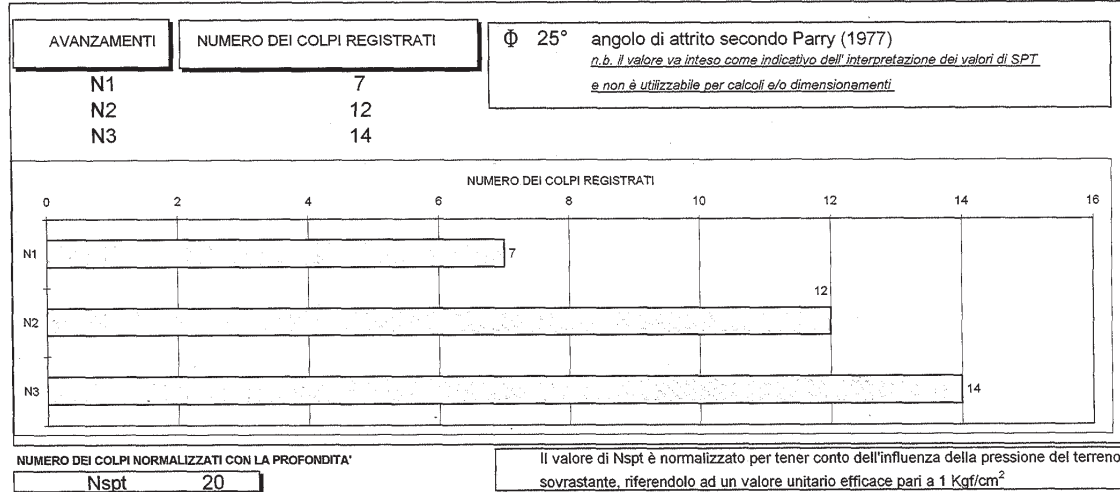 AVANZAMENTI NUMERO DEI COLPI REGISTRATI
N1 7
N2 12
N3 14
Φ 25° angolo di attrito secondo Parry (1977)
n.b. il valore va inteso come indicativo dell'interpretazione dei valori di SPT
e non è utilizzabile per calcoli e/o dimensionamenti
NUMERO DEI COLPI REGISTRATI
0 2 4 6 8 10 12 14 16
N1 7
N2 12
N3 14
NUMERO DEI COLPI NORMALIZZATI CON LA PROFONDITA'
Nspt 20
Il valore di Nspt è normalizzato per tener conto dell'influenza della pressione del terreno
sovrastante, riferendo ad un valore unitario efficace pari a 1 Kgf/cm²